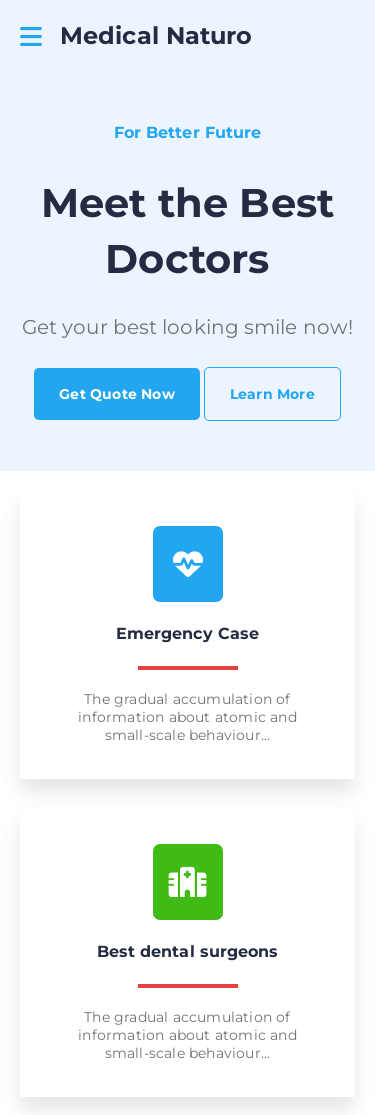 Medical Naturo
For Better Future
Meet the Best
Doctors
Get your best looking smile now!
Get Quote Now
Learn More
Emergency Case
The gradual accumulation of
information about atomic and
small-scale behaviour...
Best dental surgeons
The gradual accumulation of
information about atomic and
small-scale behaviour...